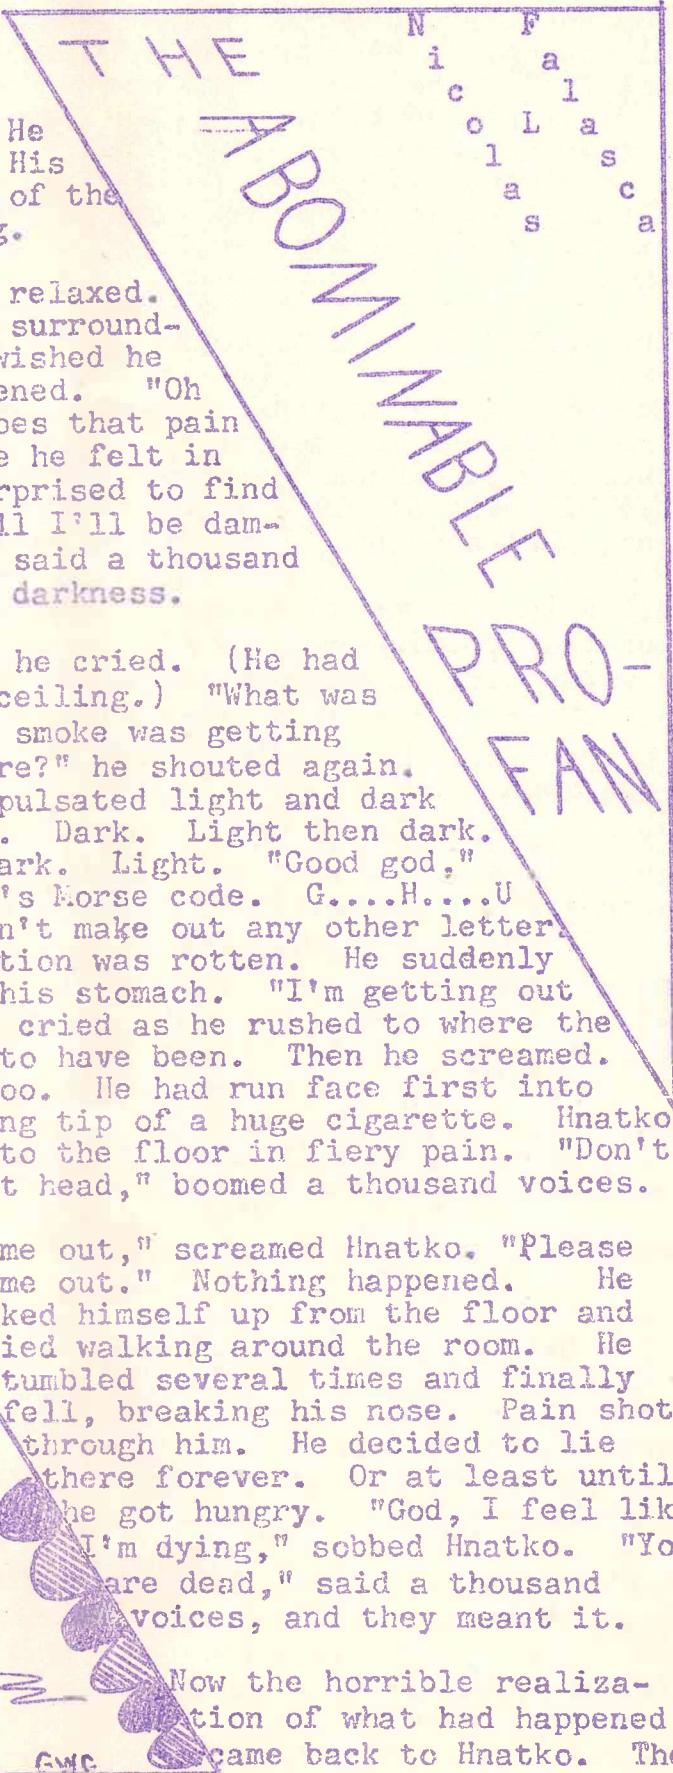 THE
ABOMINABLE
PRO-
FAN
Nicolas
La
Falasca
He
His
of the
g.
relaxed.
surround-
wished he
ened. "Oh
oes that pain
e he felt in
rprised to find
ll I'll be dam-
said a thousand
darkness.
he cried. (He had
ceiling.) "What was
smoke was getting
re?" he shouted again.
pulsated light and dark
. Dark. Light then dark.
ark. Light. "Good god."
's Morse code. G....H....U
n't make out any other letter.
tion was rotten. He suddenly
his stomach. "I'm getting out
cried as he rushed to where the
to have been. Then he screamed.
oo. He had run face first into
ng tip of a huge cigarette. Hnatko
to the floor in fiery pain. "Don't
t head," boomed a thousand voices.
me out," screamed Hnatko. "Please
me out." Nothing happened. He
ked himself up from the floor and
ied walking around the room. He
tumbled several times and finally
fell, breaking his nose. Pain shot
through him. He decided to lie
there forever. Or at least until
he got hungry. "God, I feel lik
I'm dying," sobbed Hnatko. "Yo
are dead," said a thousand
voices, and they meant it.
Now the horrible realiza-
tion of what had happened
came back to Hnatko. The
GWG